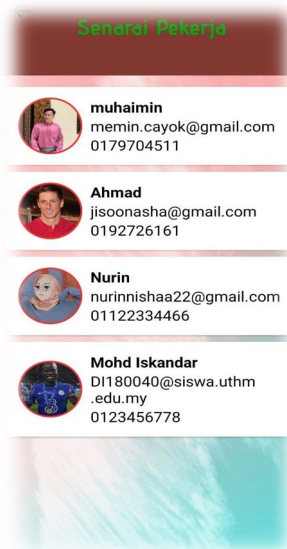 Senarai Pekerja
muhaimin
memin.cayok@gmail.com
0179704511
Ahmad
jisoonasha@gmail.com
0192726161
Nurin
nurinnishaa22@gmail.com
01122334466
Mohd Iskandar
DI180040@siswa.uthm
.edu.my
0123456778